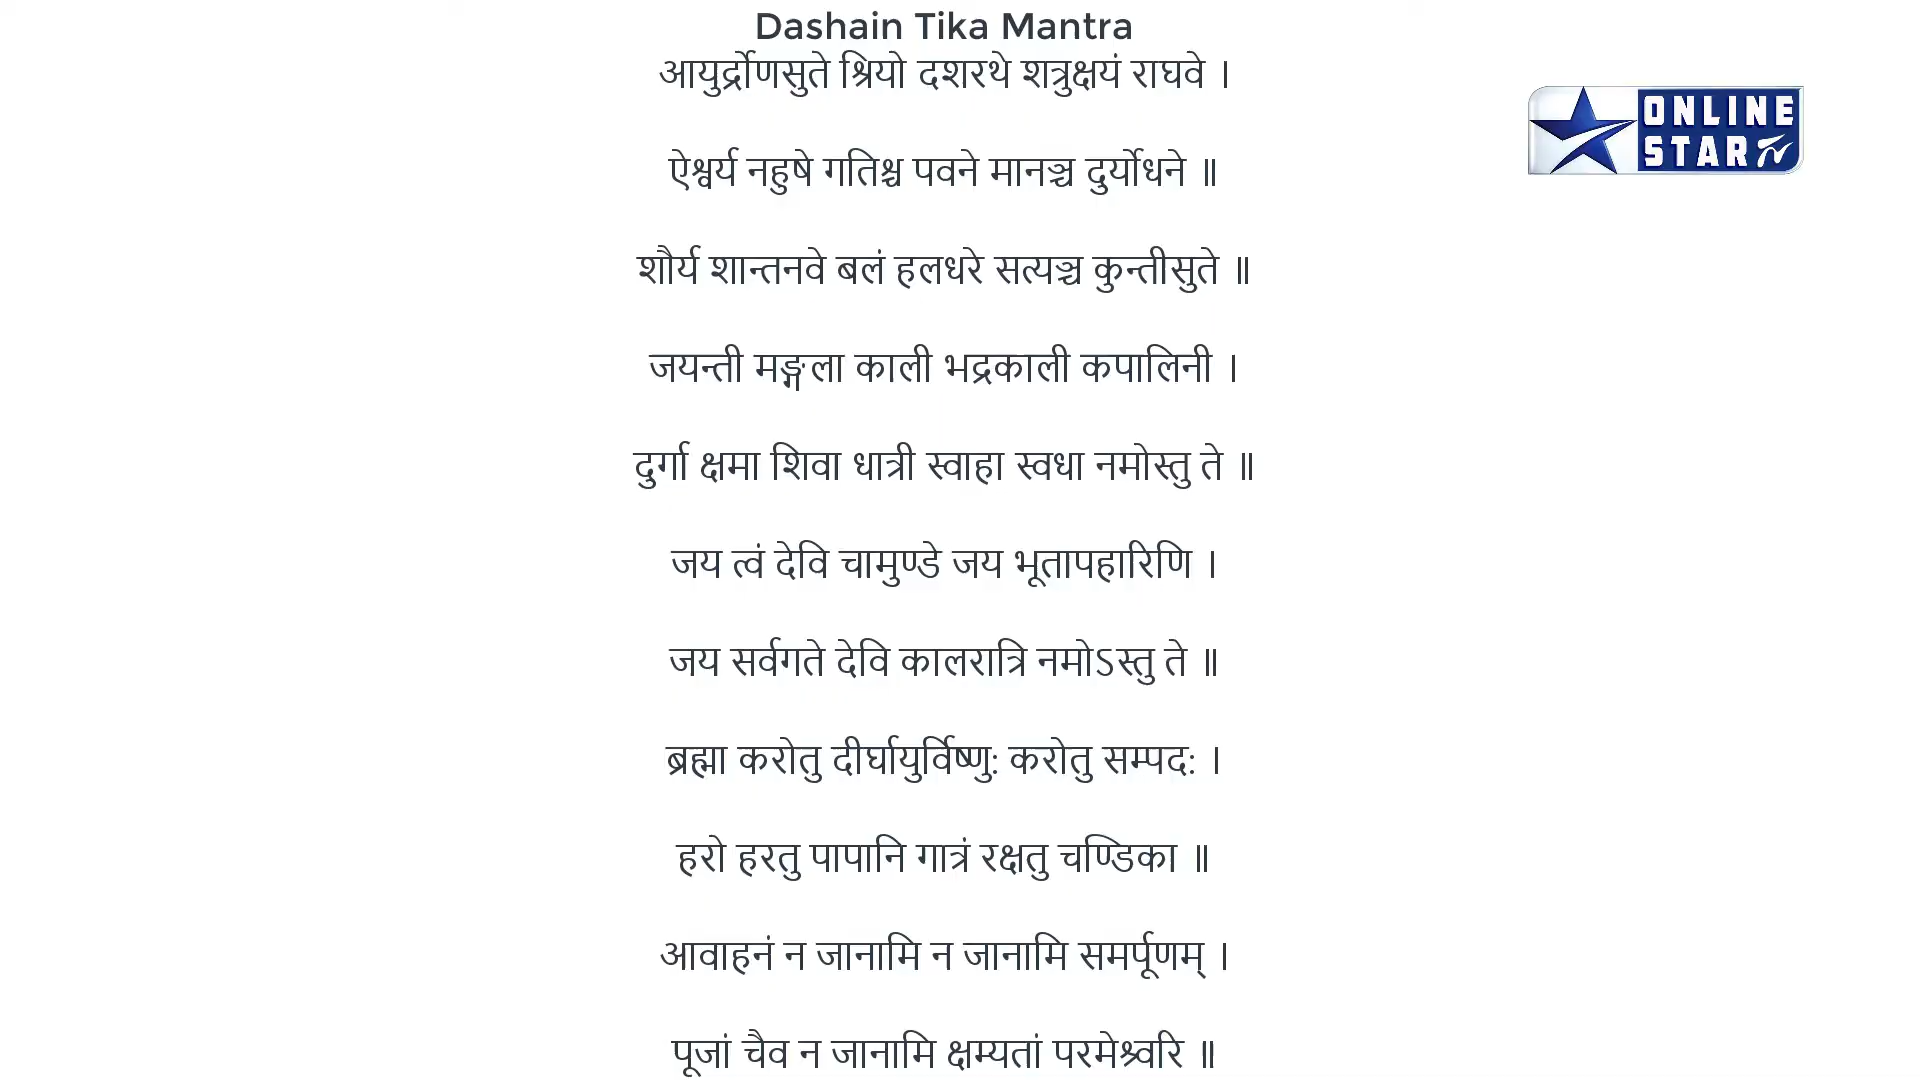 Dashain Tika Mantra
आयुर्द्रोणसुते श्रियो दशरथे शत्रुक्षयं राघवे ।
ONLINE
STAR TV
ऐश्वर्य नहुषे गतिश्च पवने मानञ्च दुर्योधने ॥
शौर्य शान्तनवे बलं हलधरे सत्यञ्च कुन्तीसुते ॥
जयन्ती मङ्गला काली भद्रकाली कपालिनी ।
दुर्गा क्षमा शिवा धात्री स्वाहा स्वधा नमोस्तु ते ॥
जय त्वं देवि चामुण्डे जय भूतापहारिणि ।
जय सर्वगते देवि कालरात्रि नमोऽस्तु ते ॥
ब्रह्मा करोतु दीर्घायुर्विष्णुः करोतु सम्पदः ।
हरो हरतु पापानि गात्रं रक्षतु चण्डिका ॥
आवाहनं न जानामि न जानामि समर्पूणम् ।
पूजां चैव न जानामि क्षम्यतां परमेश्र्वरि ॥